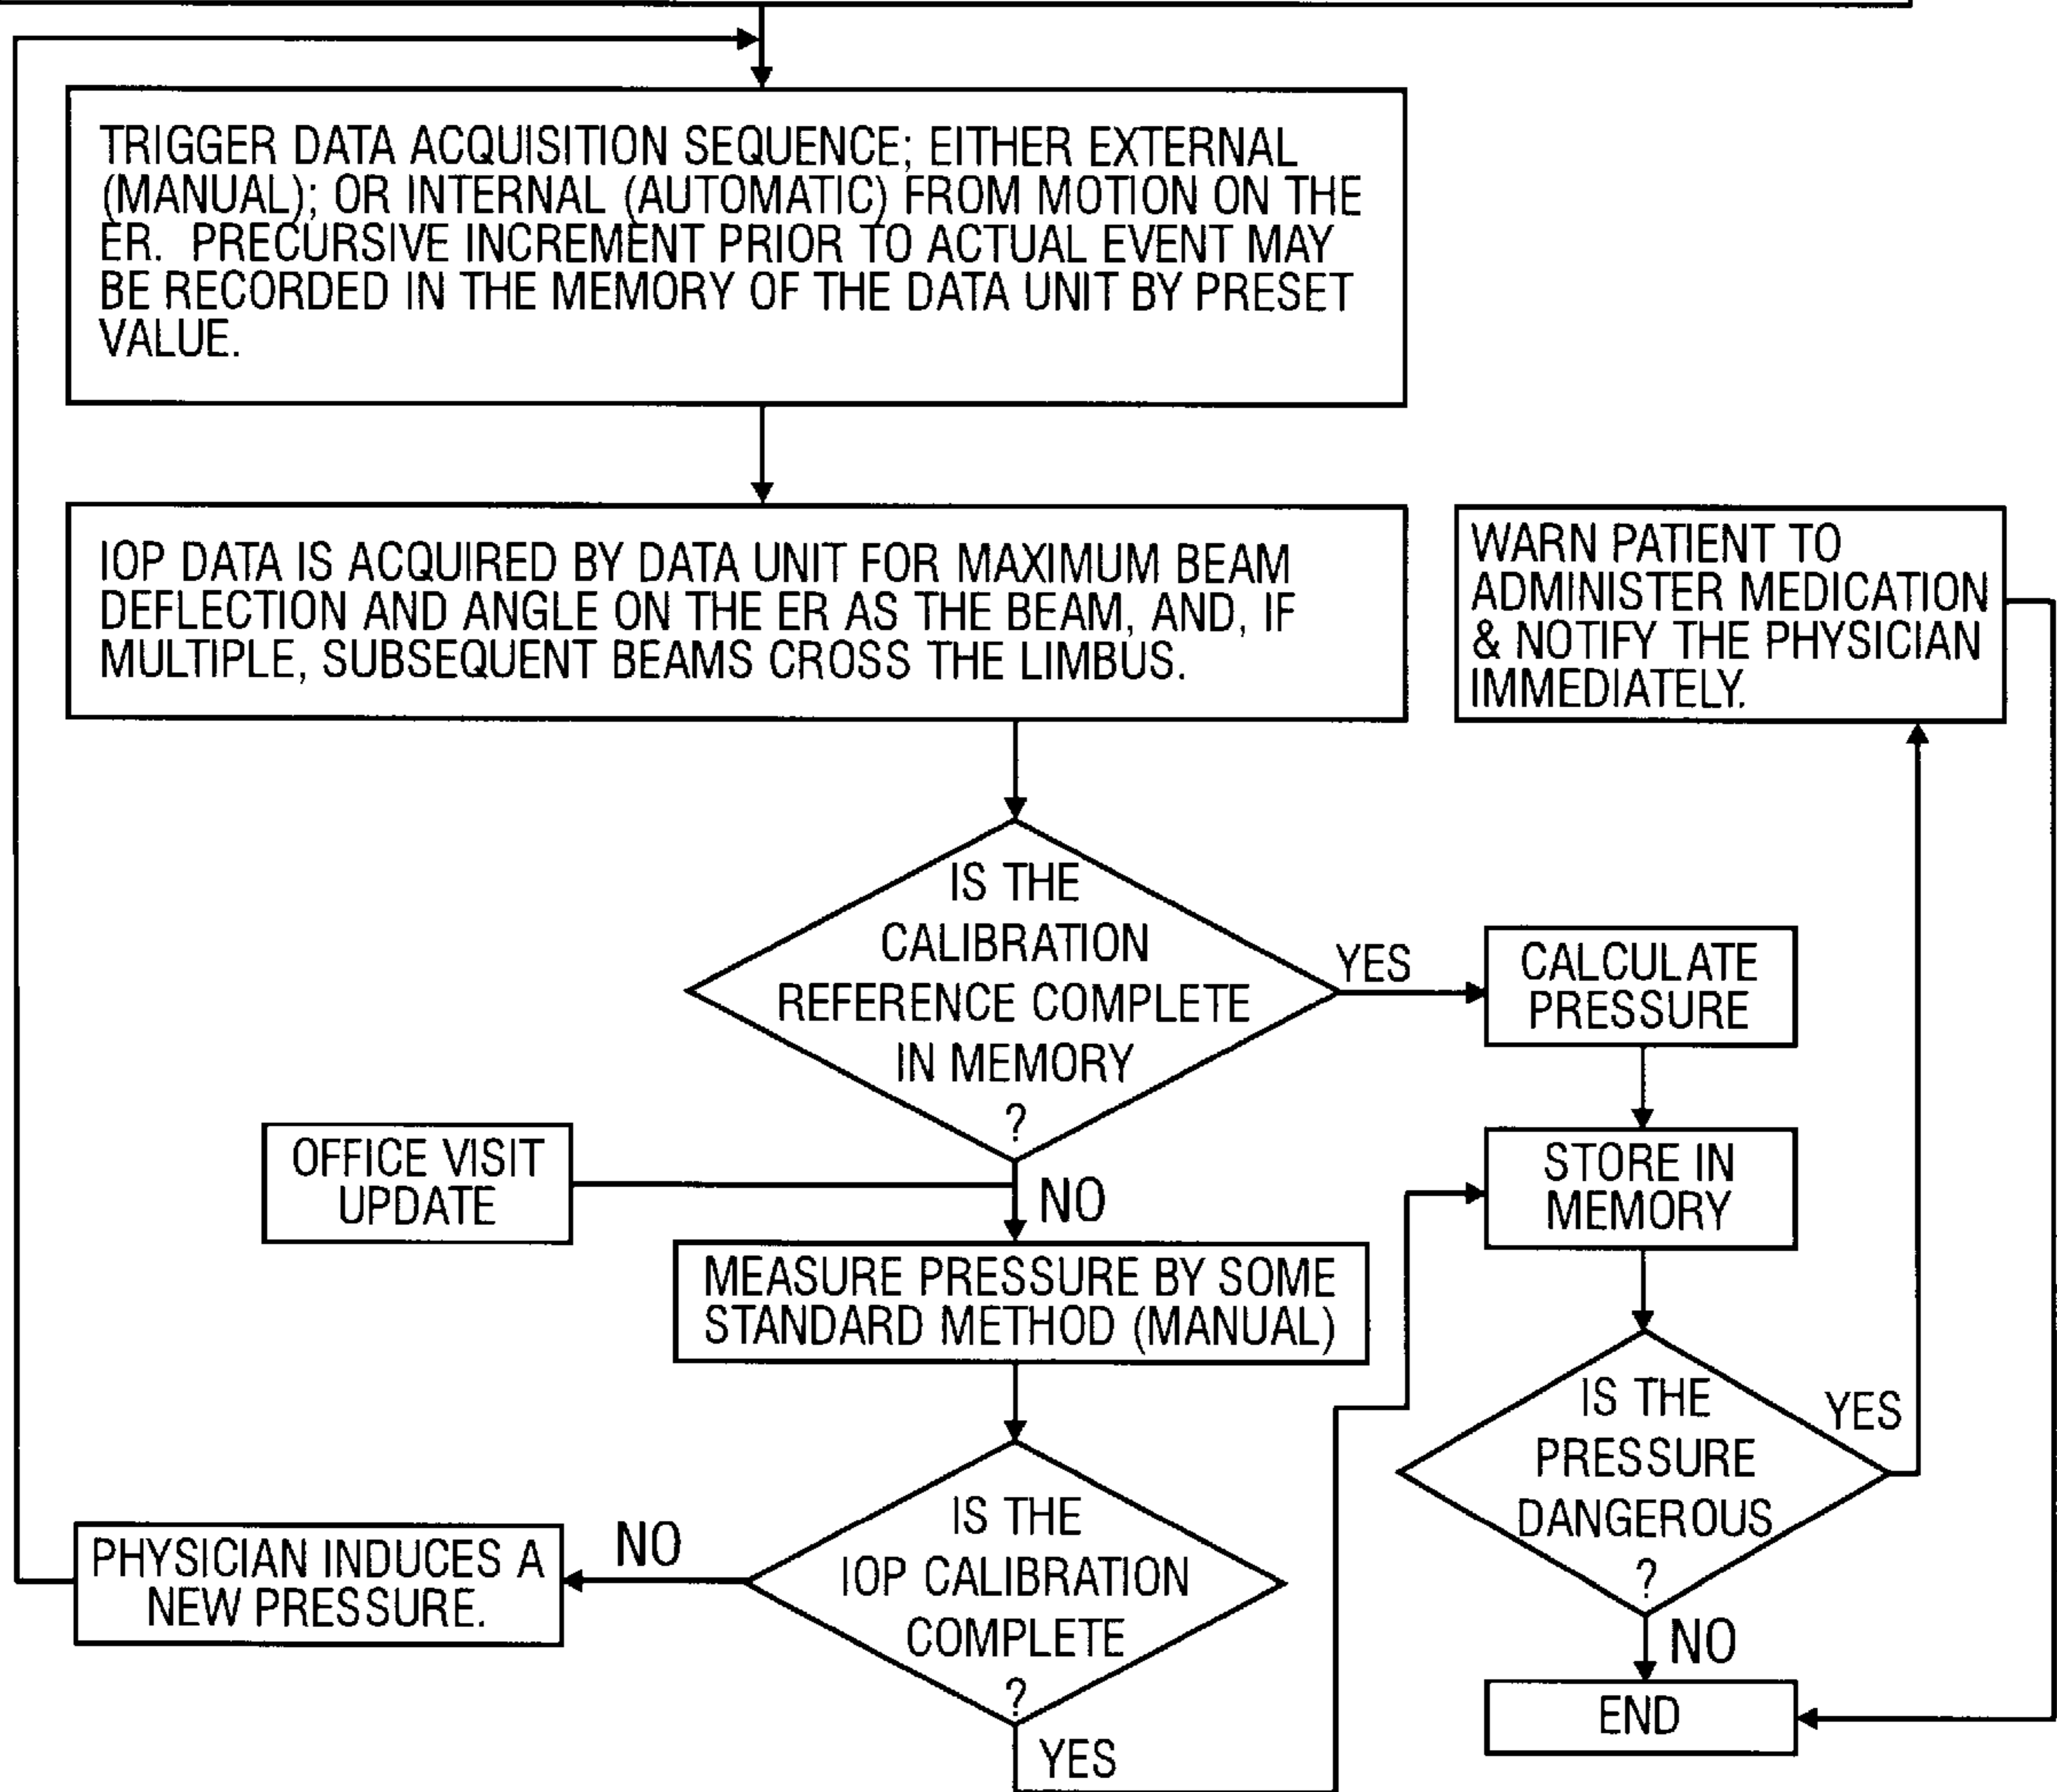 TRIGGER DATA ACQUISITION SEQUENCE; EITHER EXTERNAL
(MANUAL); OR INTERNAL (AUTOMATIC) FROM MOTION ON THE
ER. PRECURSIVE INCREMENT PRIOR TO ACTUAL EVENT MAY
BE RECORDED IN THE MEMORY OF THE DATA UNIT BY PRESET
VALUE.
IOP DATA IS ACQUIRED BY DATA UNIT FOR MAXIMUM BEAM
DEFLECTION AND ANGLE ON THE ER AS THE BEAM, AND, IF
MULTIPLE, SUBSEQUENT BEAMS CROSS THE LIMBUS.
WARN PATIENT TO
ADMINISTER MEDICATION
& NOTIFY THE PHYSICIAN
IMMEDIATELY.
IS THE
CALIBRATION
REFERENCE COMPLETE
IN MEMORY
?
YES
CALCULATE
PRESSURE
OFFICE VISIT
UPDATE
NO
STORE IN
MEMORY
MEASURE PRESSURE BY SOME
STANDARD METHOD (MANUAL)
IS THE
PRESSURE
DANGEROUS
?
YES
NO
IS THE
IOP CALIBRATION
COMPLETE
?
NO
PHYSICIAN INDUCES A
NEW PRESSURE.
YES
END